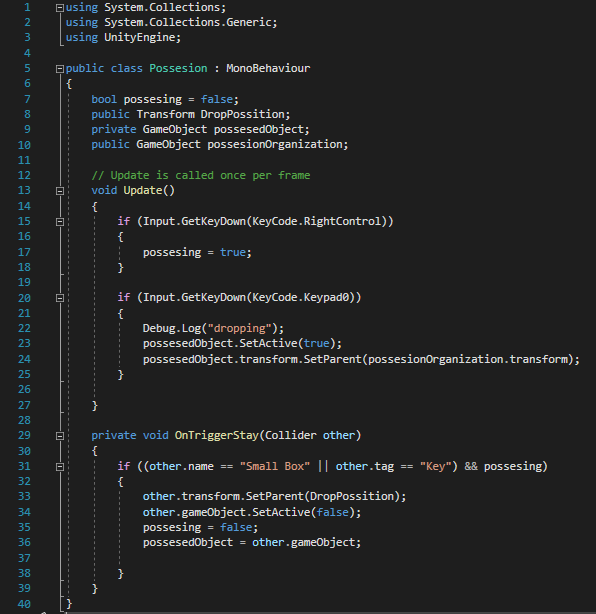 1 using System.Collections;
2 using System.Collections.Generic;
3 using UnityEngine;
4
5 public class Possesion : MonoBehaviour
6 {
7 bool possesing = false;
8 public Transform DropPossition;
9 private GameObject possesedObject;
10 public GameObject possesionOrganization;
11
12 // Update is called once per frame
13 void Update()
14 {
15 if (Input.GetKeyDown(KeyCode.RightControl))
16 {
17 possesing = true;
18 }
19
20 if (Input.GetKeyDown(KeyCode.Keypad0))
21 {
22 Debug.Log("dropping");
23 possesedObject.SetActive(true);
24 possesedObject.transform.SetParent(possesionOrganization.transform);
25 }
26
27 }
28
29 private void OnTriggerStay(Collider other)
30 {
31 if ((other.name == "Small Box" || other.tag == "Key") && possesing)
32 {
33 other.transform.SetParent(DropPossition);
34 other.gameObject.SetActive(false);
35 possesing = false;
36 possesedObject = other.gameObject;
37
38 }
39 }
40 }